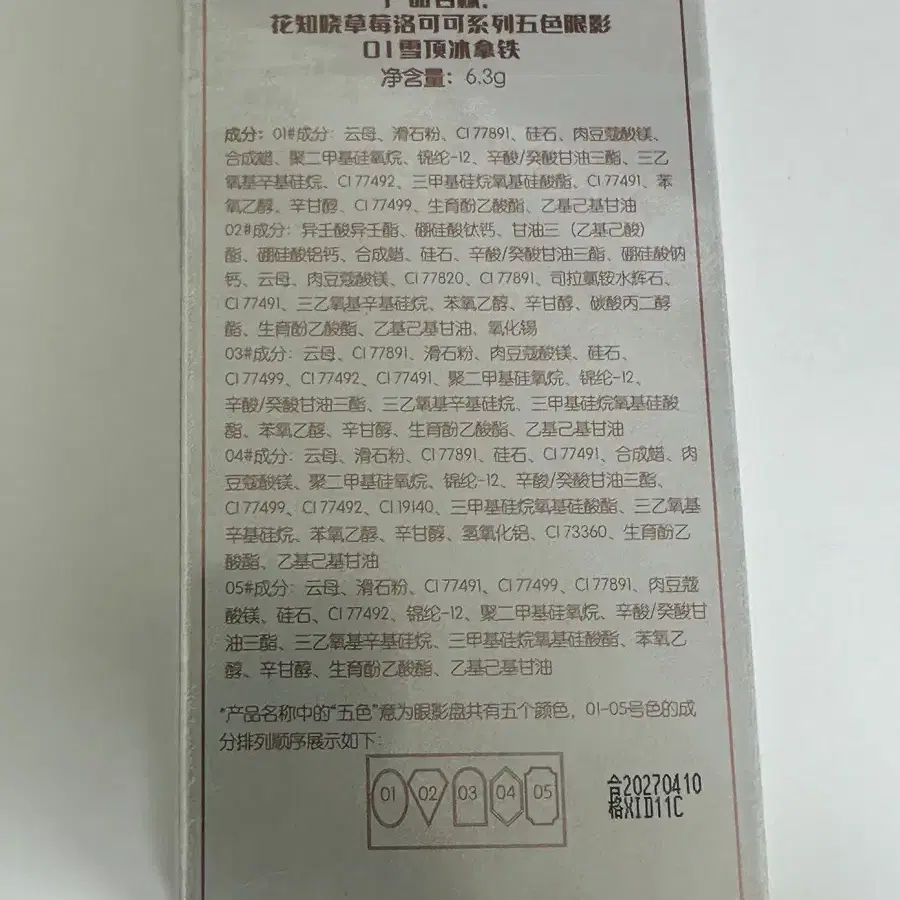 产品名称:
花知晓草莓洛可可系列五色眼影
01雪顶冰拿铁
净含量: 6.3g
成分: 01#成分: 云母、滑石粉、CI 77891、硅石、肉豆蔻酸镁、
合成蜡、聚二甲基硅氧烷、锦纶-12、辛酸/癸酸甘油三酯、三乙
氧基辛基硅烷、CI 77492、三甲基硅烷氧基硅酸酯、CI 77491、苯
氧乙醇、辛甘醇、CI 77499、生育酚乙酸酯、乙基己基甘油
02#成分: 异壬酸异壬酯、硼硅酸钛钙、甘油三(乙基己酸)
酯、硼硅酸铝钙、合成蜡、硅石、辛酸/癸酸甘油三酯、硼硅酸钠
钙、云母、肉豆蔻酸镁、CI 77820、CI 77891、司拉氯铵水辉石、
CI 77491、三乙氧基辛基硅烷、苯氧乙醇、辛甘醇、碳酸丙二醇
酯、生育酚乙酸酯、乙基己基甘油、氧化锡
03#成分: 云母、CI 77891、滑石粉、肉豆蔻酸镁、硅石、
CI 77499、CI 77492、CI 77491、聚二甲基硅氧烷、锦纶-12、
辛酸/癸酸甘油三酯、三乙氧基辛基硅烷、三甲基硅烷氧基硅酸
酯、苯氧乙醇、辛甘醇、生育酚乙酸酯、乙基己基甘油
04#成分: 云母、滑石粉、CI 77891、硅石、CI 77491、合成蜡、肉
豆蔻酸镁、聚二甲基硅氧烷、锦纶-12、辛酸/癸酸甘油三酯、
CI 77499、CI 77492、CI 19140、三甲基硅烷氧基硅酸酯、三乙氧基
辛基硅烷、苯氧乙醇、辛甘醇、氢氧化铝、CI 73360、生育酚乙
酸酯、乙基己基甘油
05#成分: 云母、滑石粉、CI 77491、CI 77499、CI 77891、肉豆蔻
酸镁、硅石、CI 77492、锦纶-12、聚二甲基硅氧烷、辛酸/癸酸甘
油三酯、三乙氧基辛基硅烷、三甲基硅烷氧基硅酸酯、苯氧乙
醇、辛甘醇、生育酚乙酸酯、乙基己基甘油
*产品名称中的“五色”意为眼影盘共有五个颜色, 01-05号色的成
分排列顺序展示如下:
01 02 03 04 05
合20270410
格XID11C